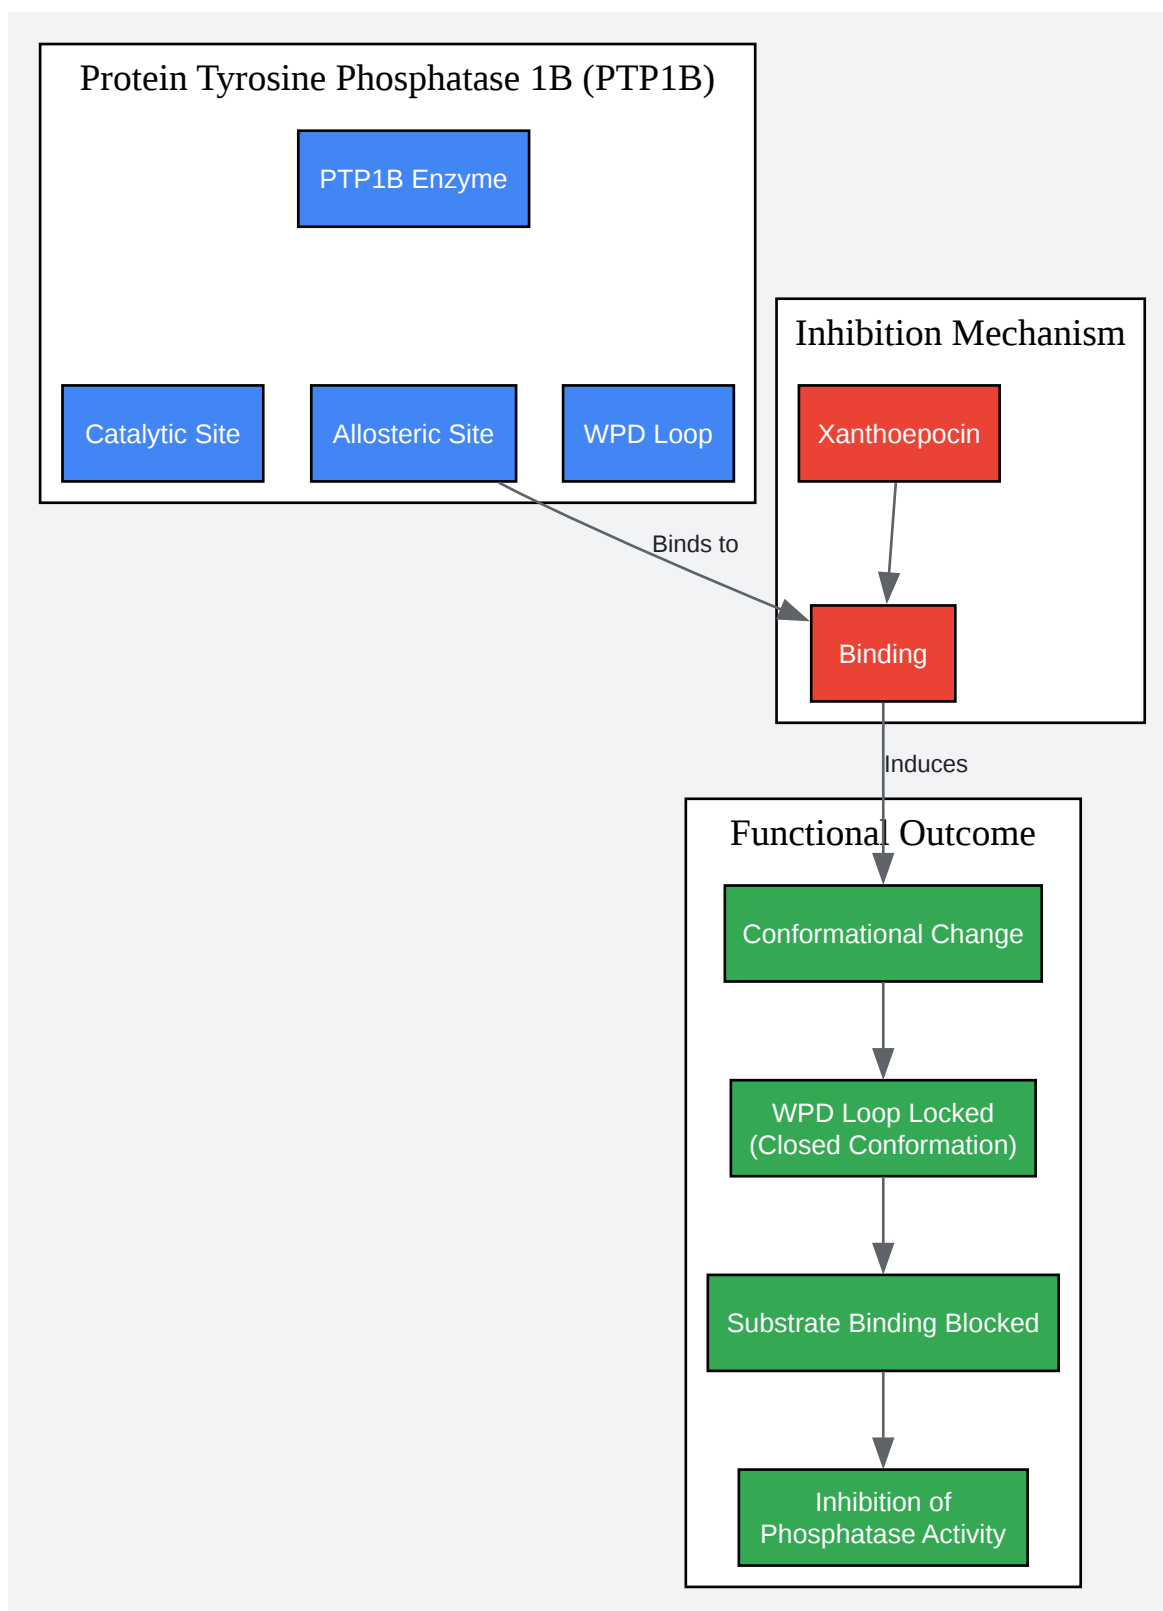 Protein Tyrosine Phosphatase 1B (PTP1B)
PTP1B Enzyme
Inhibition Mechanism
Catalytic Site
Allosteric Site
WPD Loop
Xanthoepocin
Binds to
Binding
Induces
Functional Outcome
Conformational Change
WPD Loop Locked
(Closed Conformation)
Substrate Binding Blocked
Inhibition of
Phosphatase Activity